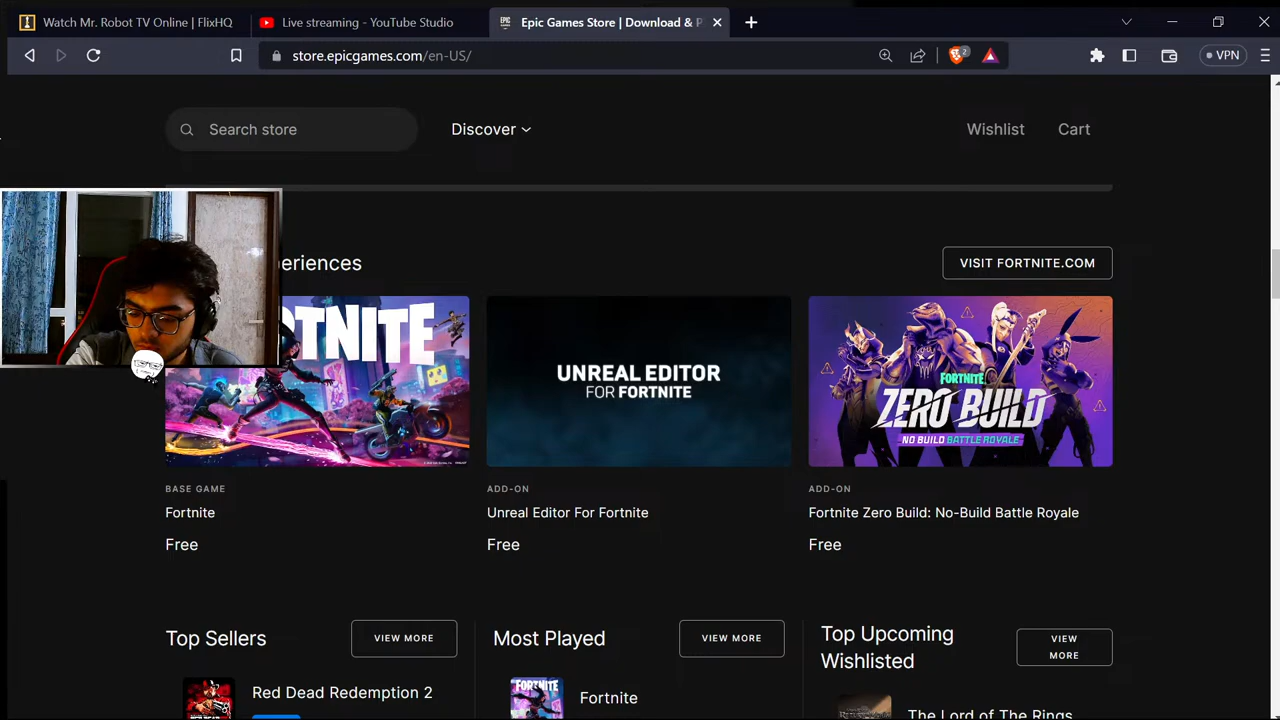 Watch Mr. Robot TV Online | FlixHQ
Live streaming - YouTube Studio
Epic Games Store | Download & P
store.epicgames.com/en-US/
2
VPN
Search store
Discover
Wishlist
Cart
eriences
VISIT FORTNITE.COM
RTNITE
UNREAL EDITOR
FOR FORTNITE
FORTNITE
ZERO BUILD
NO BUILD BATTLE ROYALE
BASE GAME
Fortnite
Free
ADD-ON
Unreal Editor For Fortnite
Free
ADD-ON
Fortnite Zero Build: No-Build Battle Royale
Free
Top Sellers
VIEW MORE
Red Dead Redemption 2
Most Played
VIEW MORE
FORTNITE
Fortnite
Top Upcoming
Wishlisted
VIEW
MORE
The Lord of The Rings